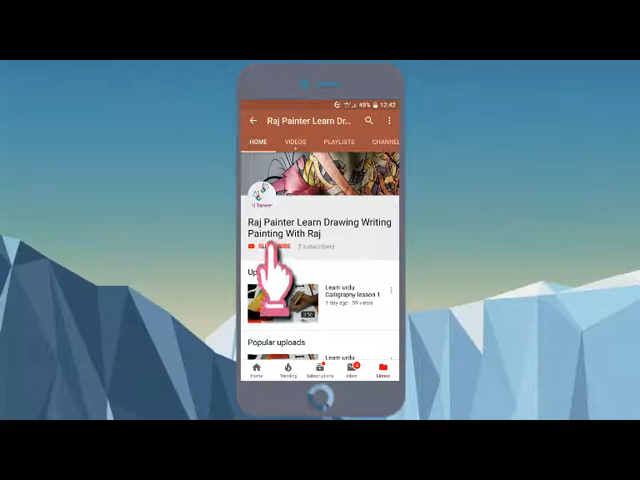 48% 12:42
Raj Painter Learn Dr...
HOME VIDEOS PLAYLISTS CHANNEL
Raj Painter Learn Drawing Writing
Painting With Raj
3 subscribers
Learn urdu
Calligraphy lesson 1
1 day ago · 58 views
Popular uploads
Learn urdu
Home Trending Subscriptions Inbox Library